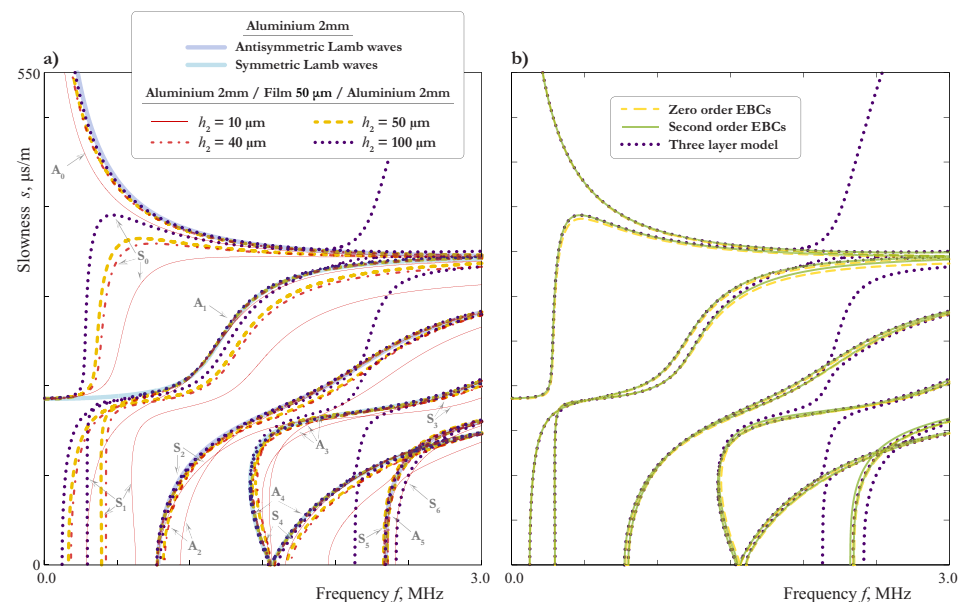 Aluminium 2mm
Antisymmetric Lamb waves
Symmetric Lamb waves
Aluminium 2mm / Film 50 µm / Aluminium 2mm
h2 = 10 µm
h2 = 50 µm
h2 = 40 µm
h2 = 100 µm
a)
550
Slowness s, µs/m
A0
S0
A1
S2
S1
A2
A3
S3
A4
S4
S5
A5
S6
0
0.0
3.0
Frequency f, MHz
b)
Zero order EBCs
Second order EBCs
Three layer model
0.0
3.0
Frequency f, MHz